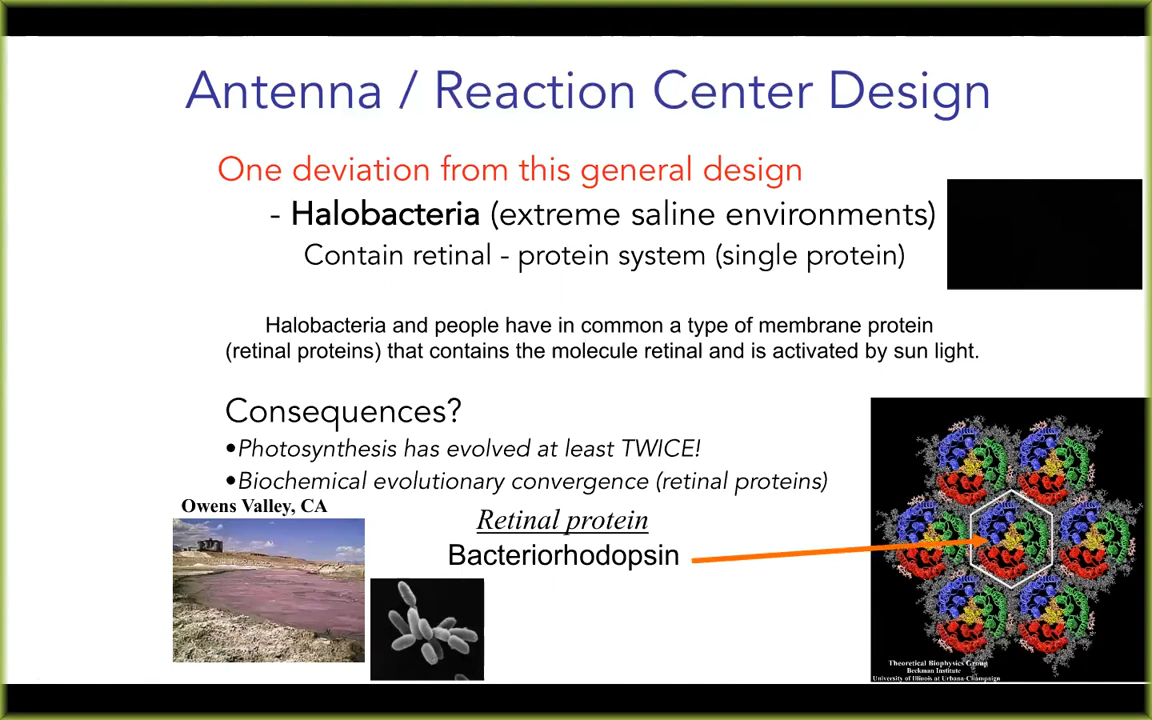 Antenna / Reaction Center Design
One deviation from this general design
- Halobacteria (extreme saline environments)
Contain retinal - protein system (single protein)
Halobacteria and people have in common a type of membrane protein
(retinal proteins) that contains the molecule retinal and is activated by sun light.
Consequences?
•Photosynthesis has evolved at least TWICE!
•Biochemical evolutionary convergence (retinal proteins)
Owens Valley, CA
Retinal protein
Bacteriorhodopsin
Theoretical Biophysics Group
Beckman Institute
University of Illinois at Urbana-Champaign